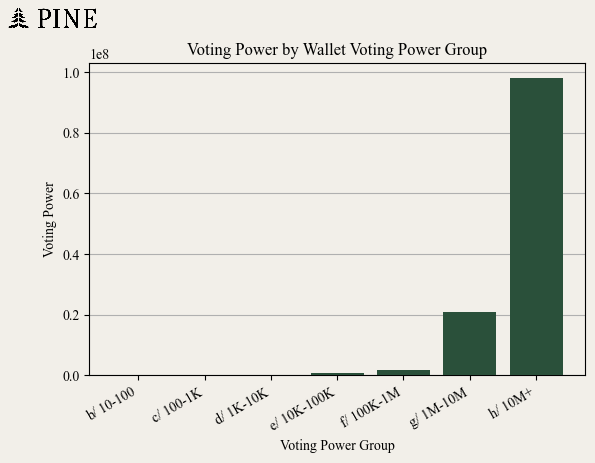 PINE
Voting Power by Wallet Voting Power Group
1e8
1.0
0.8
0.6
0.4
0.2
0.0
Voting Power
b/ 10-100
c/ 100-1K
d/ 1K-10K
e/ 10K-100K
f/ 100K-1M
g/ 1M-10M
h/ 10M+
Voting Power Group